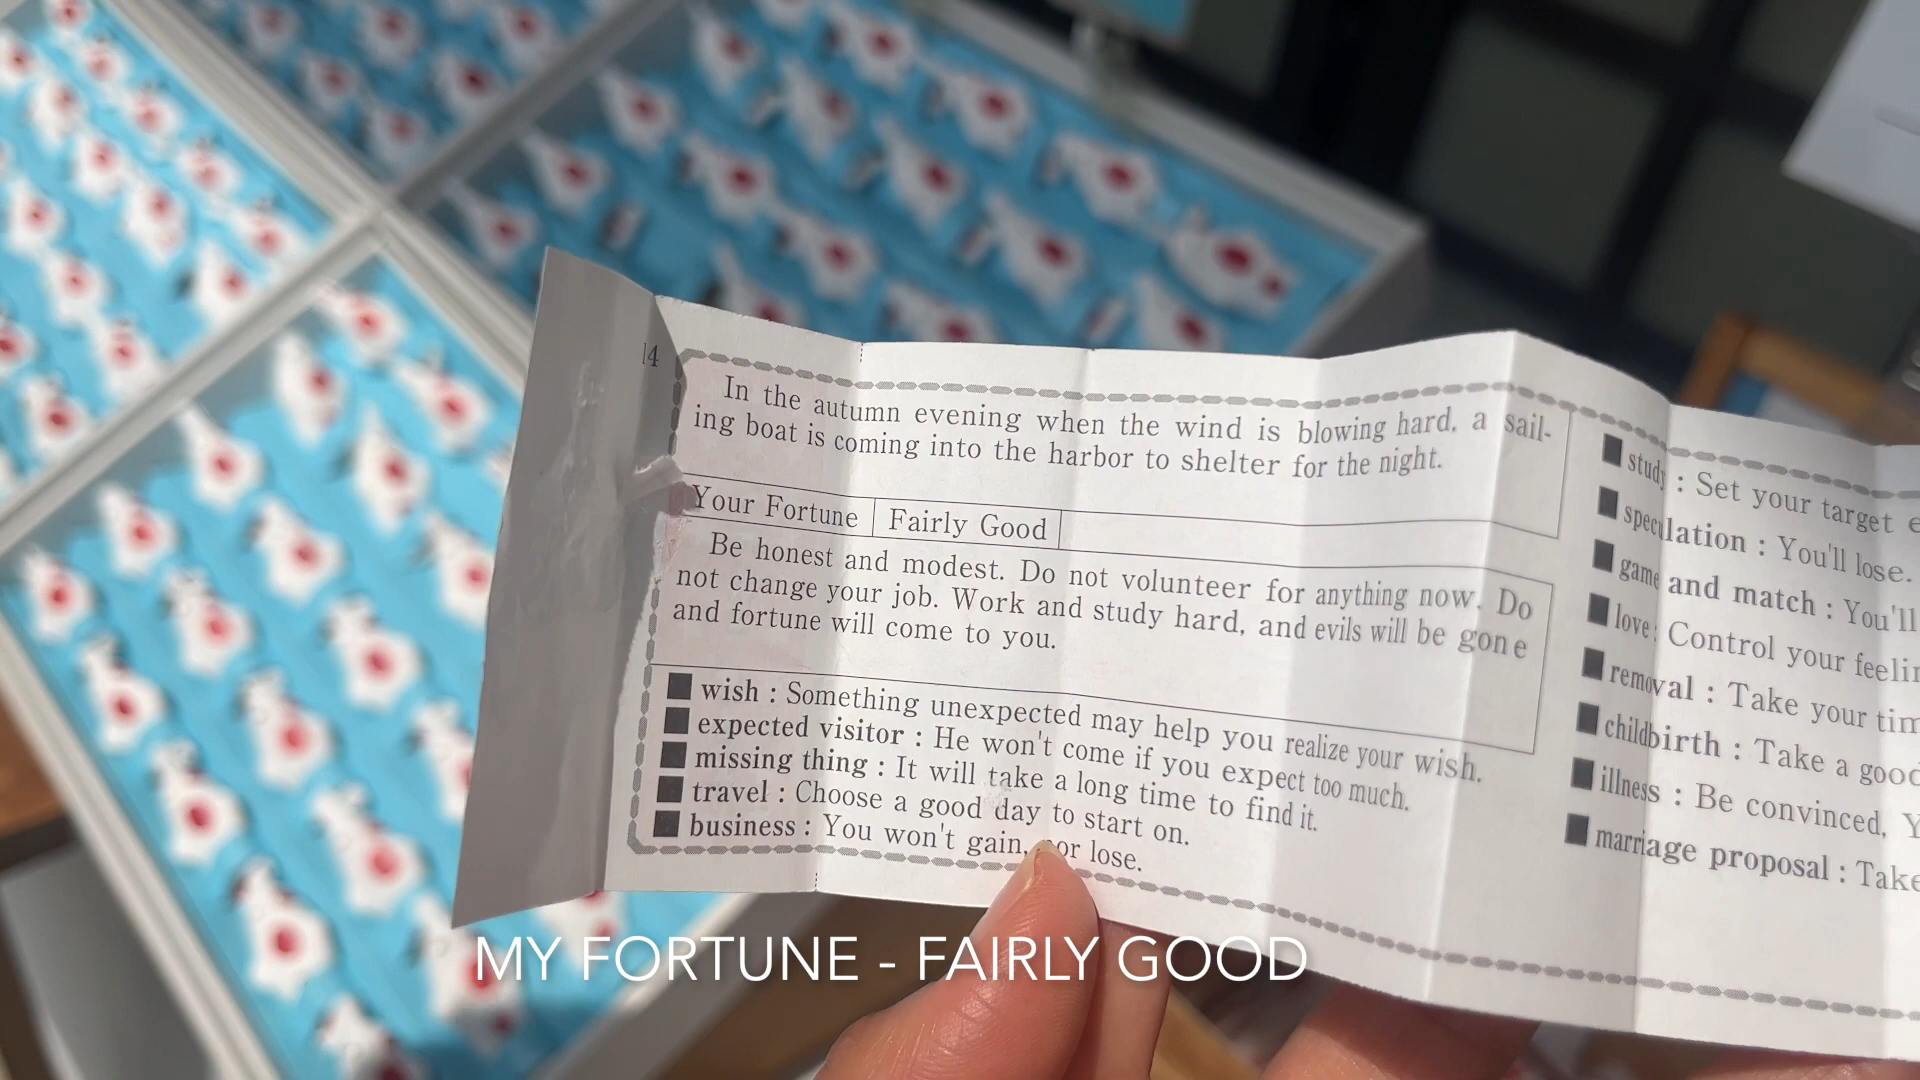 14
In the autumn evening when the wind is blowing hard, a sail-
ing boat is coming into the harbor to shelter for the night.
Your Fortune Fairly Good
Be honest and modest. Do not volunteer for anything now. Do
not change your job. Work and study hard, and evils will be gone
and fortune will come to you.
■ wish : Something unexpected may help you realize your wish.
■ expected visitor : He won't come if you expect too much.
■ missing thing : It will take a long time to find it.
■ travel : Choose a good day to start on.
■ business : You won't gain, nor lose.
■ study : Set your target
■ speculation : You'll lose.
■ game and match : You'll
■ love : Control your
■ removal : Take your
■ childbirth : Take a good
■ illness : Be convinced,
■ marriage proposal : Take
MY FORTUNE - FAIRLY GOOD